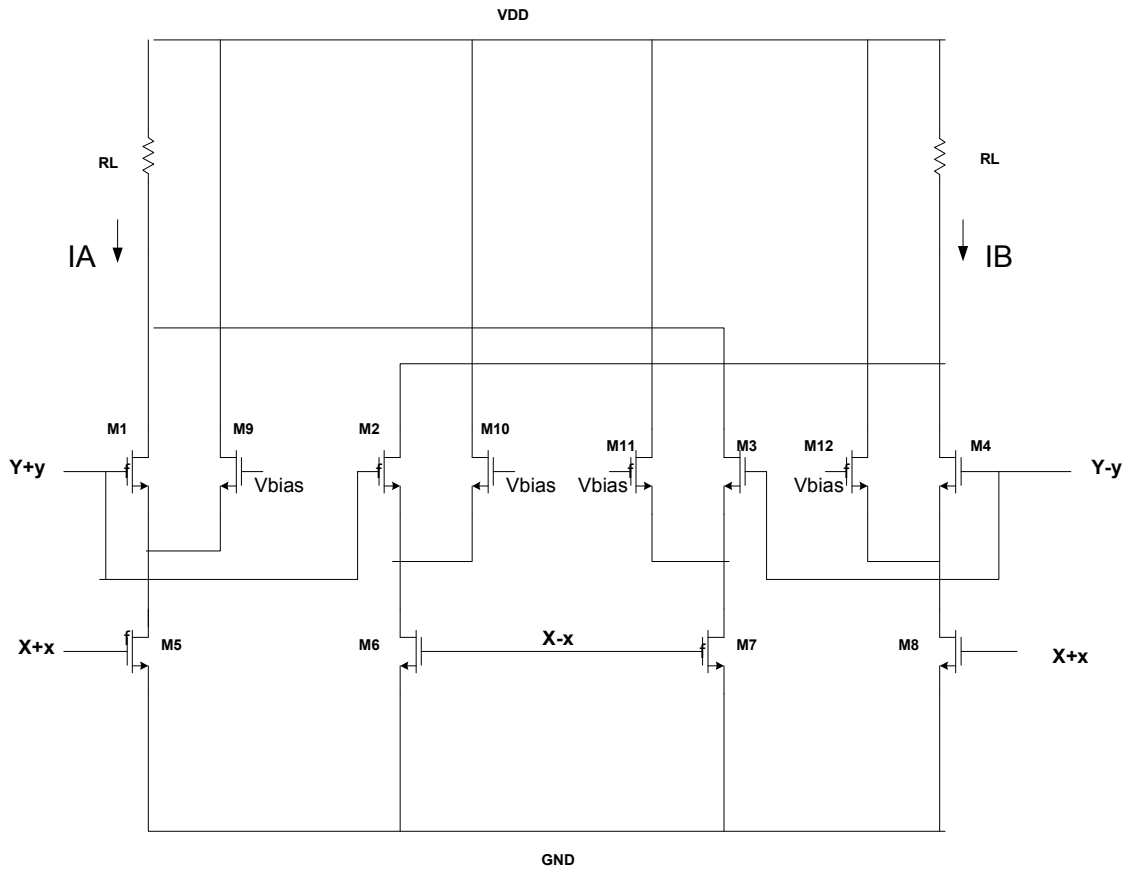 VDD
RL
RL
IA
IB
M1
M9
M2
M10
M11
M3
M12
M4
Y+y
Vbias
Vbias
Vbias
Vbias
Y-y
f
f
f
f
X+x
f
M5
M6
X-x
f
M7
M8
X+x
GND